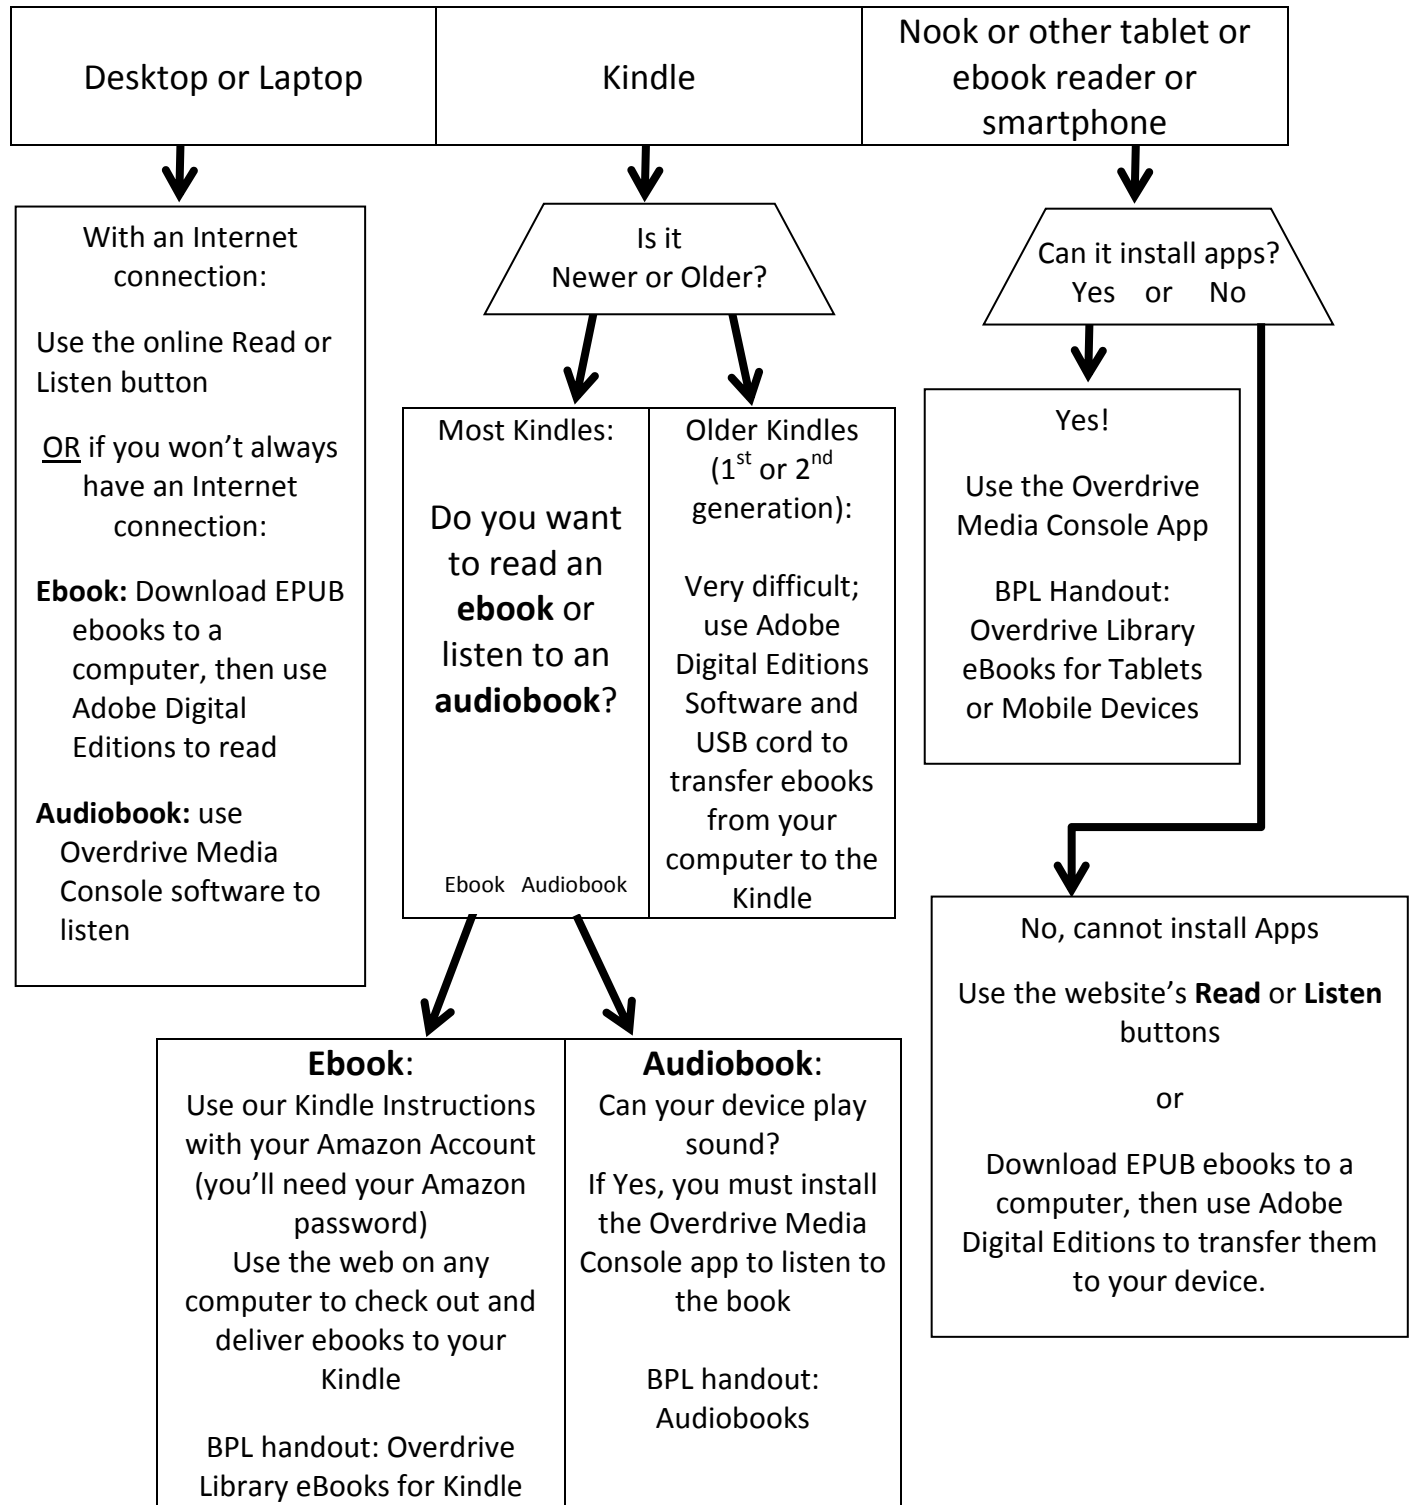 Desktop or Laptop
Kindle
Nook or other tablet or
ebook reader or
smartphone
With an Internet
connection:
Use the online Read or
Listen button
OR if you won’t always
have an Internet
connection:
Ebook: Download EPUB
ebooks to a
computer, then use
Adobe Digital
Editions to read
Audiobook: use
Overdrive Media
Console software to
listen
Is it
Newer or Older?
Most Kindles:
Do you want
to read an
ebook or
listen to an
audiobook?
Ebook Audiobook
Older Kindles
(1st or 2nd
generation):
Very difficult;
use Adobe
Digital Editions
Software and
USB cord to
transfer ebooks
from your
computer to the
Kindle
Ebook:
Use our Kindle Instructions
with your Amazon Account
(you’ll need your Amazon
password)
Use the web on any
computer to check out and
deliver ebooks to your
Kindle
BPL handout: Overdrive
Library eBooks for Kindle
Audiobook:
Can your device play
sound?
If Yes, you must install
the Overdrive Media
Console app to listen to
the book
BPL handout:
Audiobooks
Can it install apps?
Yes or No
Yes!
Use the Overdrive
Media Console App
BPL Handout:
Overdrive Library
eBooks for Tablets
or Mobile Devices
No, cannot install Apps
Use the website’s Read or Listen
buttons
or
Download EPUB ebooks to a
computer, then use Adobe
Digital Editions to transfer them
to your device.